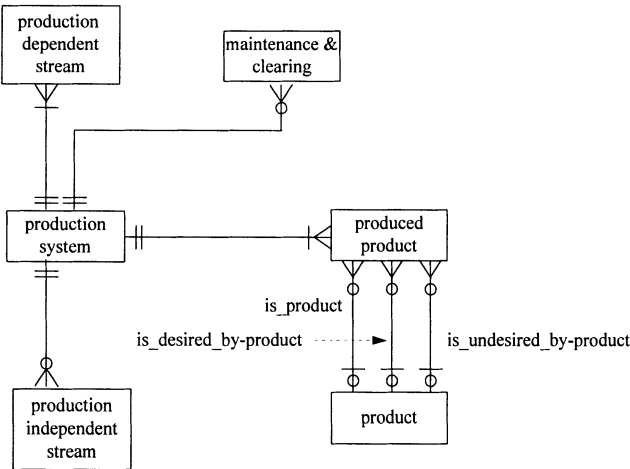 production
dependent
stream
maintenance &
clearing
production
system
produced
product
is_product
is_desired_by-product
is_undesired_by-product
production
independent
stream
product